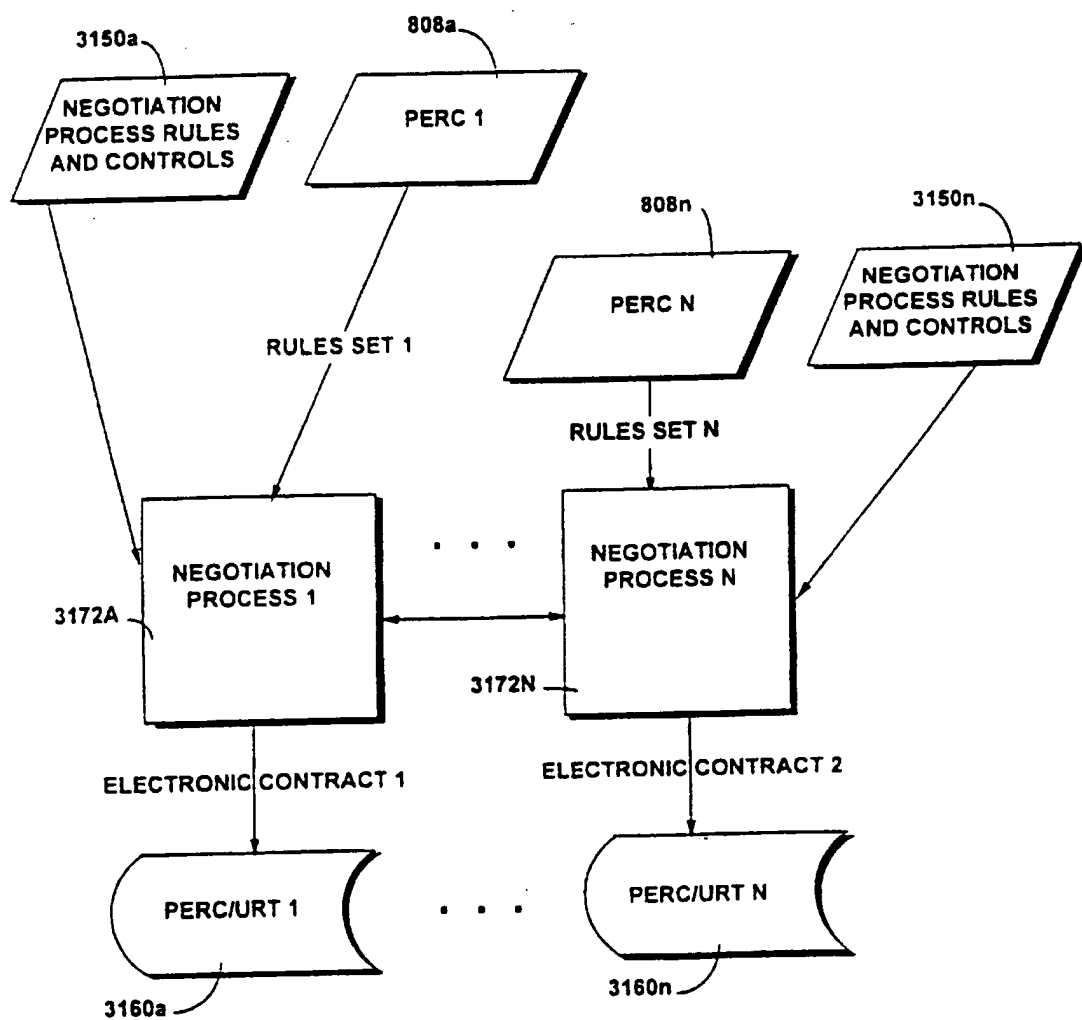 3150a
808a
NEGOTIATION
PROCESS RULES
AND CONTROLS
PERC 1
808n
3150n
PERC N
NEGOTIATION
PROCESS RULES
AND CONTROLS
RULES SET 1
RULES SET N
NEGOTIATION
PROCESS 1
NEGOTIATION
PROCESS N
3172A
3172N
ELECTRONIC CONTRACT 1
ELECTRONIC CONTRACT 2
PERC/URT 1
PERC/URT N
3160a
3160n